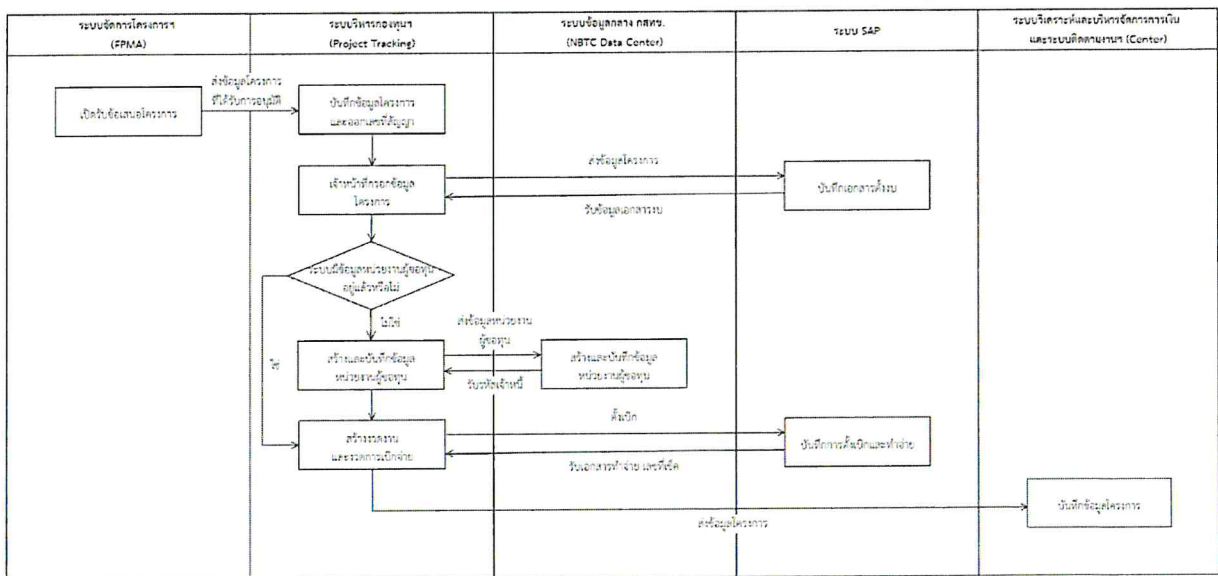 ระบบจัดการโครงการฯ
(FPMA)
ระบบบริหารกองทุนฯ
(Project Tracking)
ระบบข้อมูลกลาง กสทช.
(NBTC Data Center)
ระบบ SAP
ระบบวิเคราะห์และบริหารจัดการการเงิน
และระบบติดตามงานฯ (Center)
เปิดรับข้อเสนอโครงการ
ส่งข้อมูลโครงการ
ที่ได้รับการอนุมัติ
บันทึกข้อมูลโครงการ
และออกเลขที่สัญญา
เจ้าหน้าที่กรอกข้อมูล
โครงการ
ส่งข้อมูลโครงการ
รับข้อมูลเอกสารงบ
บันทึกเอกสารตั้งงบ
ระบบมีข้อมูลหน่วยงานผู้ขอทุน
อยู่แล้วหรือไม่
ไม่ใช่
ใช่
ส่งข้อมูลหน่วยงาน
ผู้ขอทุน
สร้างและบันทึกข้อมูล
หน่วยงานผู้ขอทุน
รับรหัสเจ้าหนี้
สร้างและบันทึกข้อมูล
หน่วยงานผู้ขอทุน
สร้างงวดงาน
และงวดการเบิกจ่าย
ตั้งเบิก
รับเอกสารทำจ่าย เลขที่เช็ค
บันทึกการตั้งเบิกและทำจ่าย
ส่งข้อมูลโครงการ
บันทึกข้อมูลโครงการ